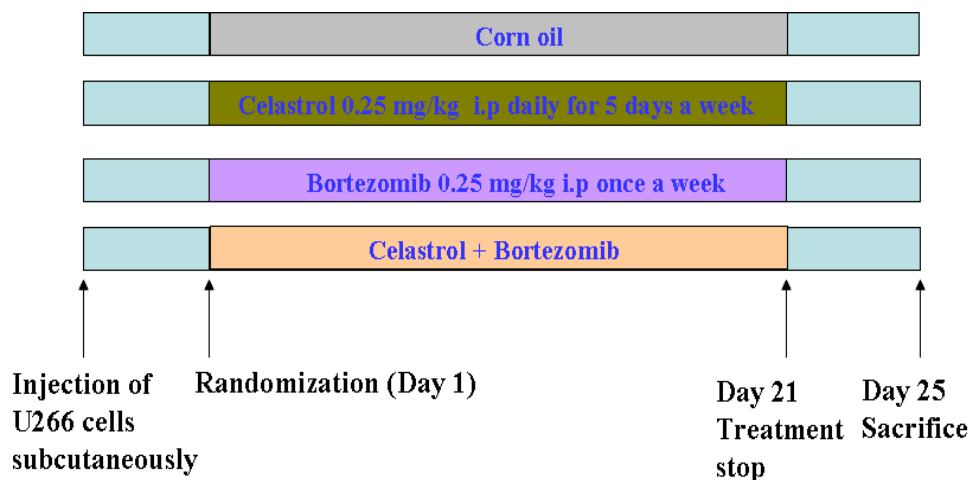 Corn oil
Celastrol 0.25 mg/kg i.p daily for 5 days a week
Bortezomib 0.25 mg/kg i.p once a week
Celastrol + Bortezomib
Injection of
U266 cells
subcutaneously
Randomization (Day 1)
Day 21
Treatment
stop
Day 25
Sacrifice